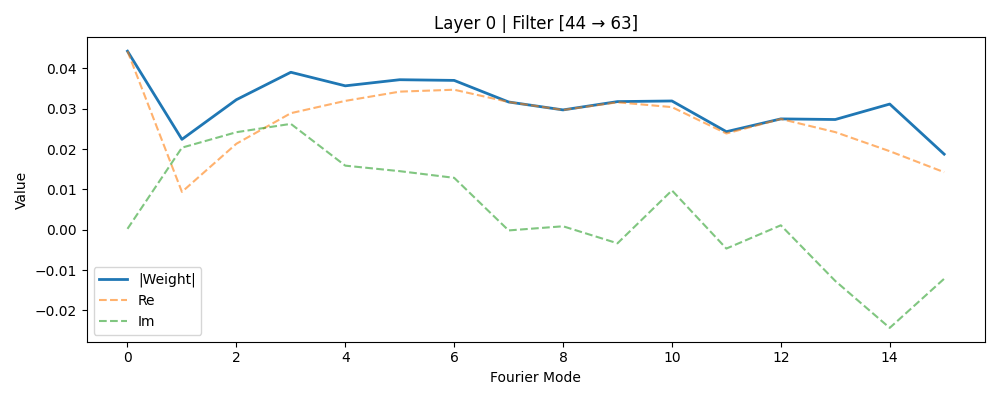 Layer 0 | Filter [44 → 63]
Value
0.04
0.03
0.02
0.01
0.00
−0.01
−0.02
|Weight|
Re
Im
0 2 4 6 8 10 12 14
Fourier Mode